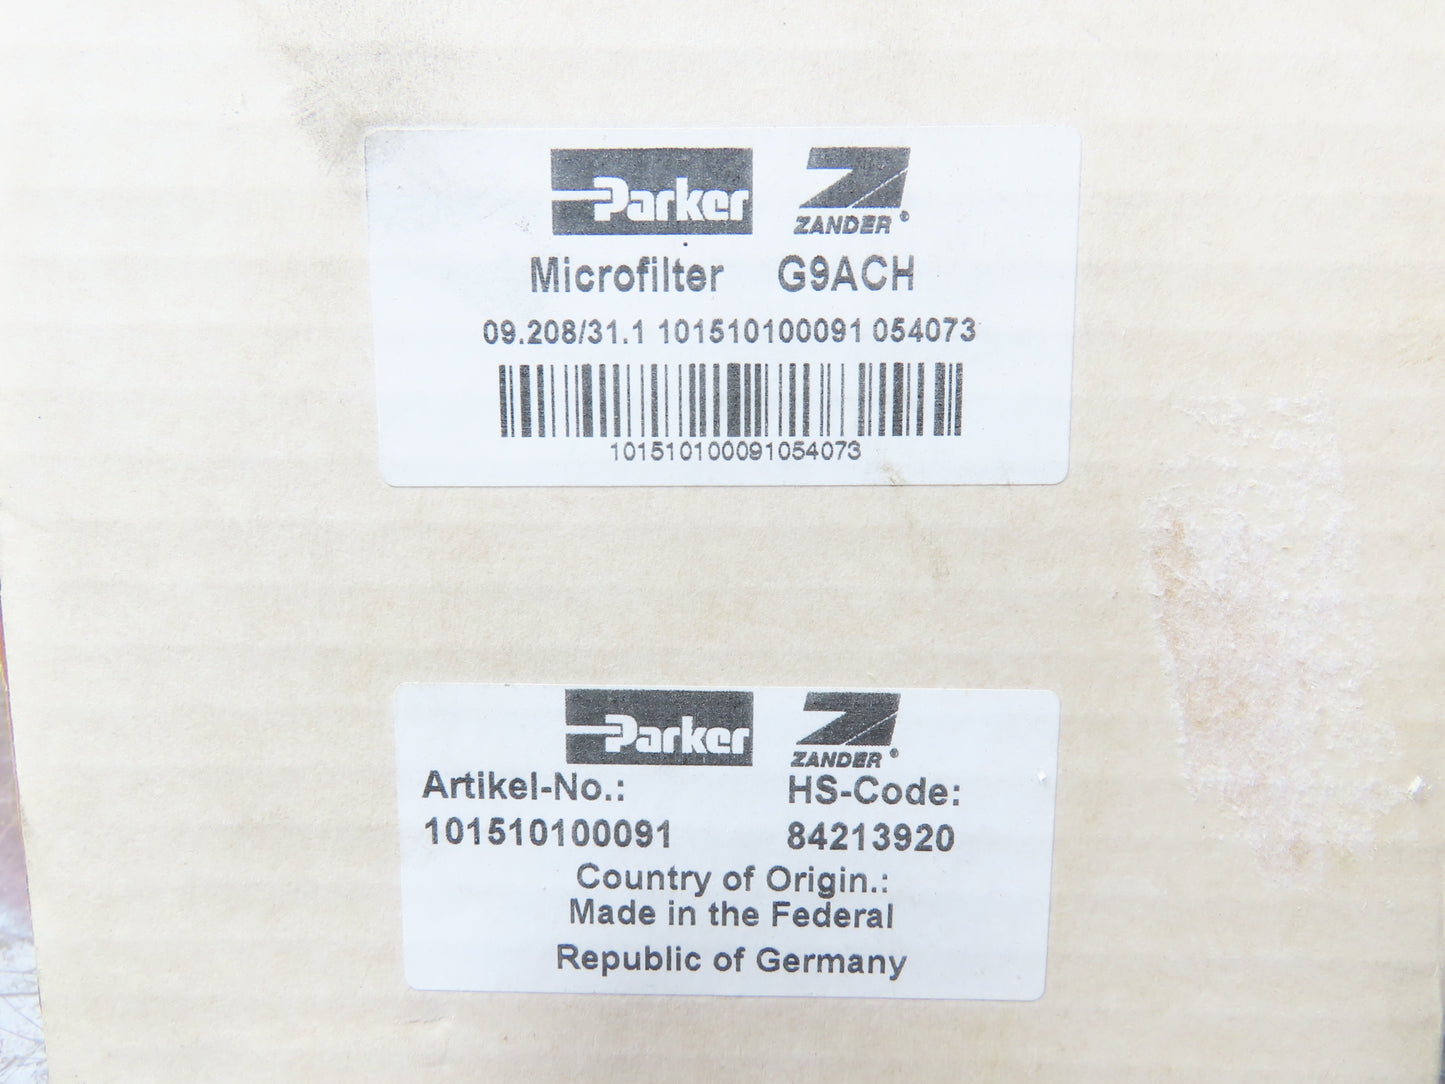 Parker ZANDER®
Microfilter G9ACH
09.208/31.1 101510100091 054073
101510100091054073
Parker ZANDER®
Artikel-No.: HS-Code:
101510100091 84213920
Country of Origin.:
Made in the Federal
Republic of Germany